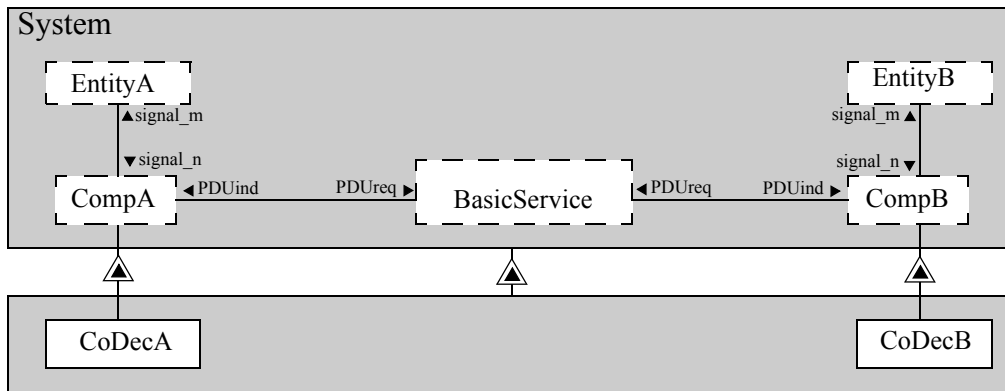 System
EntityA
EntityB
signal_m
signal_m
signal_n
signal_n
PDUind
PDUreq
PDUreq
PDUind
CompA
BasicService
CompB
CoDecA
CoDecB